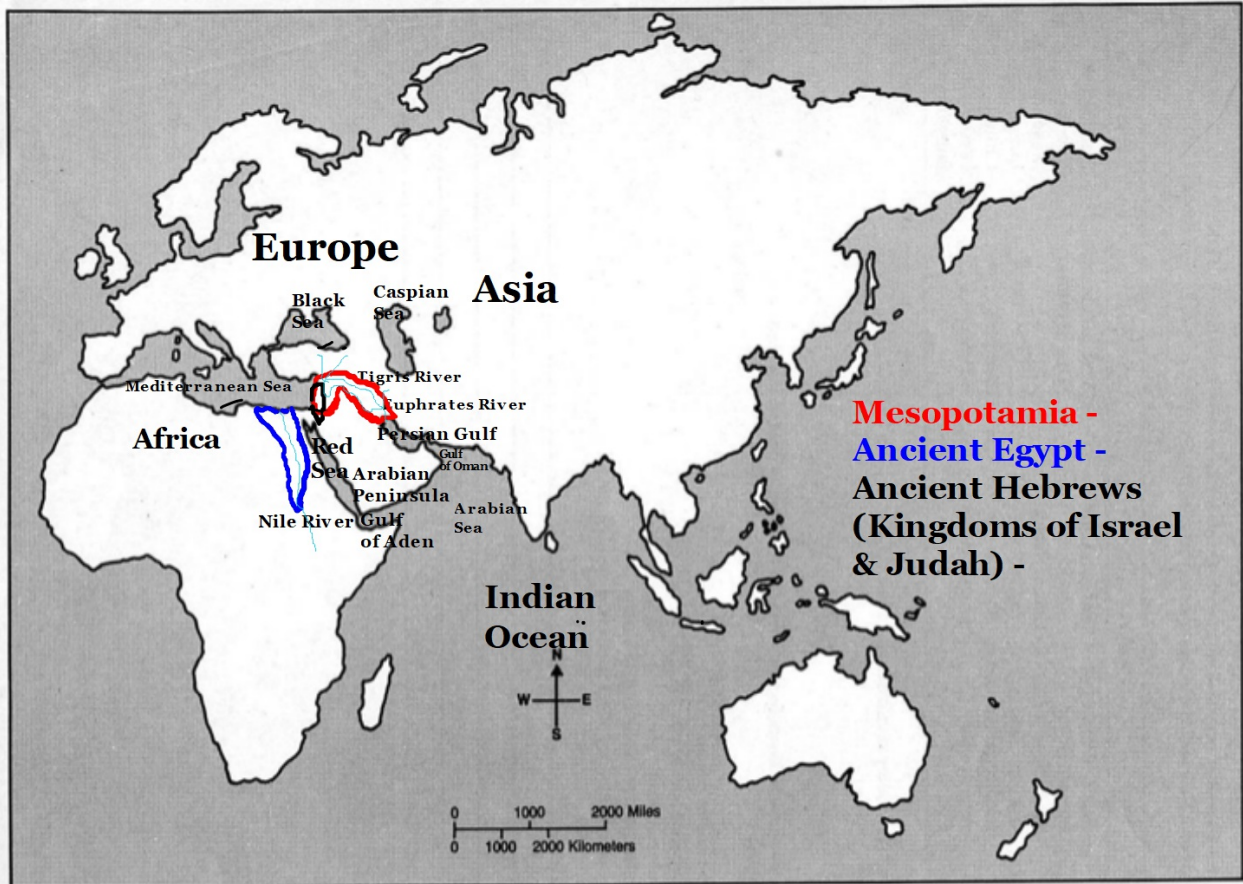 Europe
Asia
Black
Sea
Caspian
Sea
Mediterranean Sea
Tigris River
Euphrates River
Africa
Red
Sea
Persian Gulf
Gulf
of Oman
Arabian
Peninsula
Arabian
Sea
Nile River
Gulf
of Aden
Mesopotamia -
Ancient Egypt -
Ancient Hebrews
(Kingdoms of Israel
& Judah) -
Indian
Ocean
N
W E
S
0 1000 2000 Miles
0 1000 2000 Kilometers